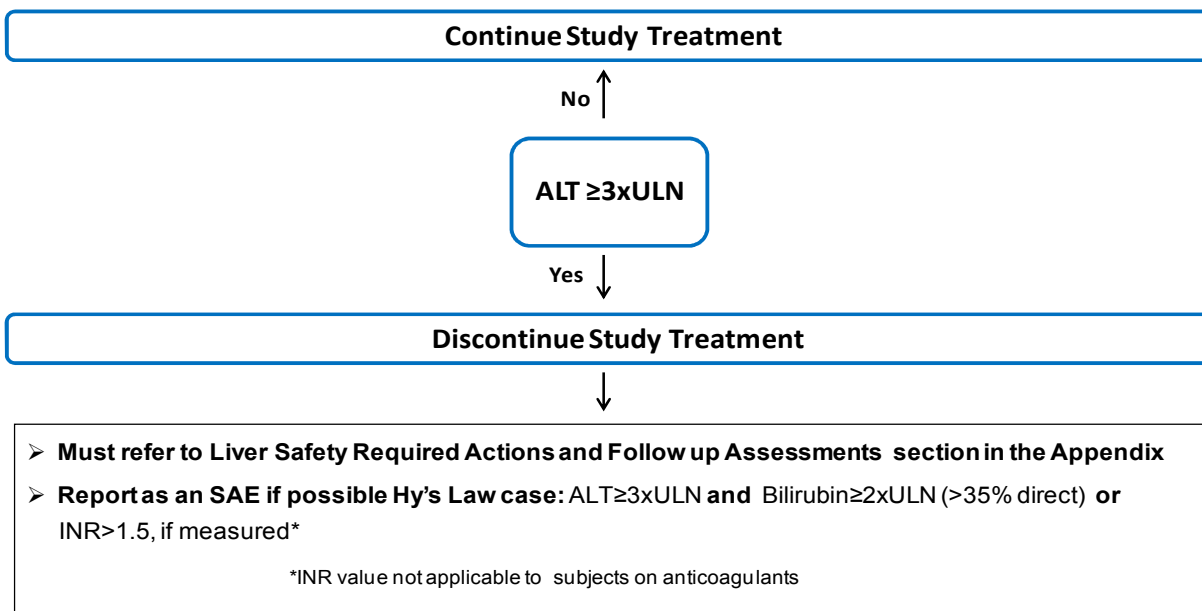 Continue Study Treatment
No
ALT ≥3xULN
Yes
Discontinue Study Treatment
➢ Must refer to Liver Safety Required Actions and Follow up Assessments section in the Appendix
➢ Report as an SAE if possible Hy's Law case: ALT≥3xULN and Bilirubin≥2xULN (>35% direct) or
INR>1.5, if measured*
*INR value not applicable to subjects on anticoagulants